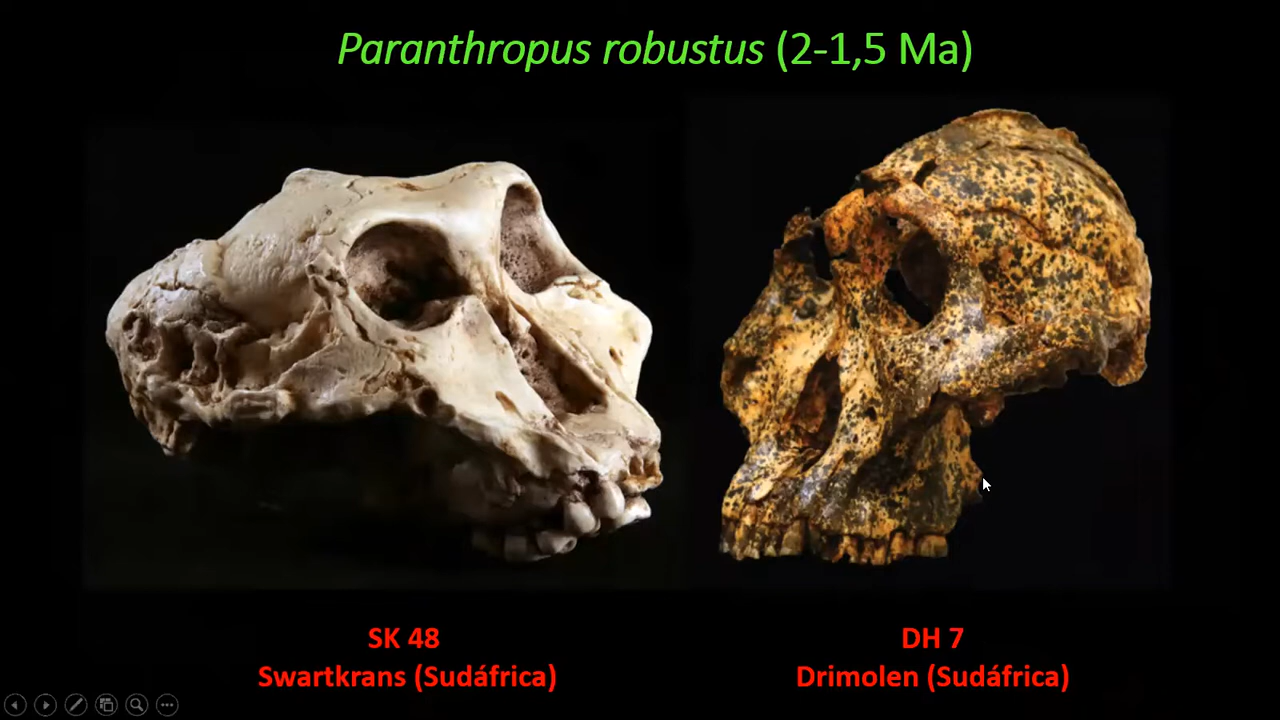 Paranthropus robustus (2-1,5 Ma)
SK 48
Swartkrans (Sudáfrica)
DH 7
Drimolen (Sudáfrica)